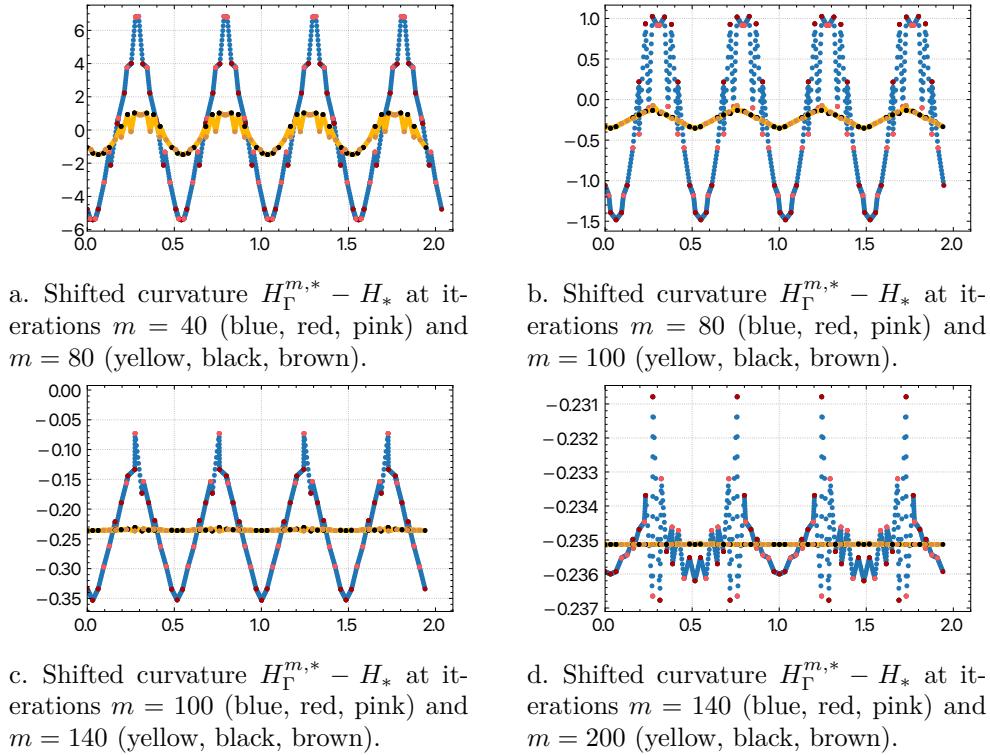 6
4
2
0
−2
−4
−6
0.0 0.5 1.0 1.5 2.0
1.0
0.5
0.0
−0.5
−1.0
−1.5
0.0 0.5 1.0 1.5 2.0
a. Shifted curvature $H_\Gamma^{m,*} - H_*$ at it-
erations $m = 40$ (blue, red, pink) and
$m = 80$ (yellow, black, brown).
b. Shifted curvature $H_\Gamma^{m,*} - H_*$ at it-
erations $m = 80$ (blue, red, pink) and
$m = 100$ (yellow, black, brown).
0.00
−0.05
−0.10
−0.15
−0.20
−0.25
−0.30
−0.35
0.0 0.5 1.0 1.5 2.0
−0.231
−0.232
−0.233
−0.234
−0.235
−0.236
−0.237
0.0 0.5 1.0 1.5 2.0
c. Shifted curvature $H_\Gamma^{m,*} - H_*$ at it-
erations $m = 100$ (blue, red, pink) and
$m = 140$ (yellow, black, brown).
d. Shifted curvature $H_\Gamma^{m,*} - H_*$ at it-
erations $m = 140$ (blue, red, pink) and
$m = 200$ (yellow, black, brown).